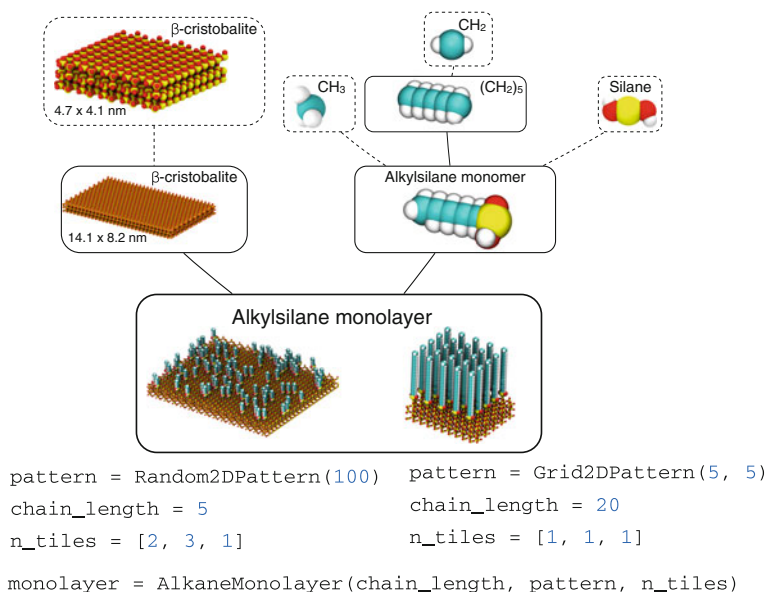 β-cristobalite
4.7 x 4.1 nm
CH₂
CH₃
(CH₂)₅
Silane
β-cristobalite
14.1 x 8.2 nm
Alkylsilane monomer
Alkylsilane monolayer
pattern = Random2DPattern(100)
chain_length = 5
n_tiles = [2, 3, 1]
pattern = Grid2DPattern(5, 5)
chain_length = 20
n_tiles = [1, 1, 1]
monolayer = AlkaneMonolayer(chain_length, pattern, n_tiles)